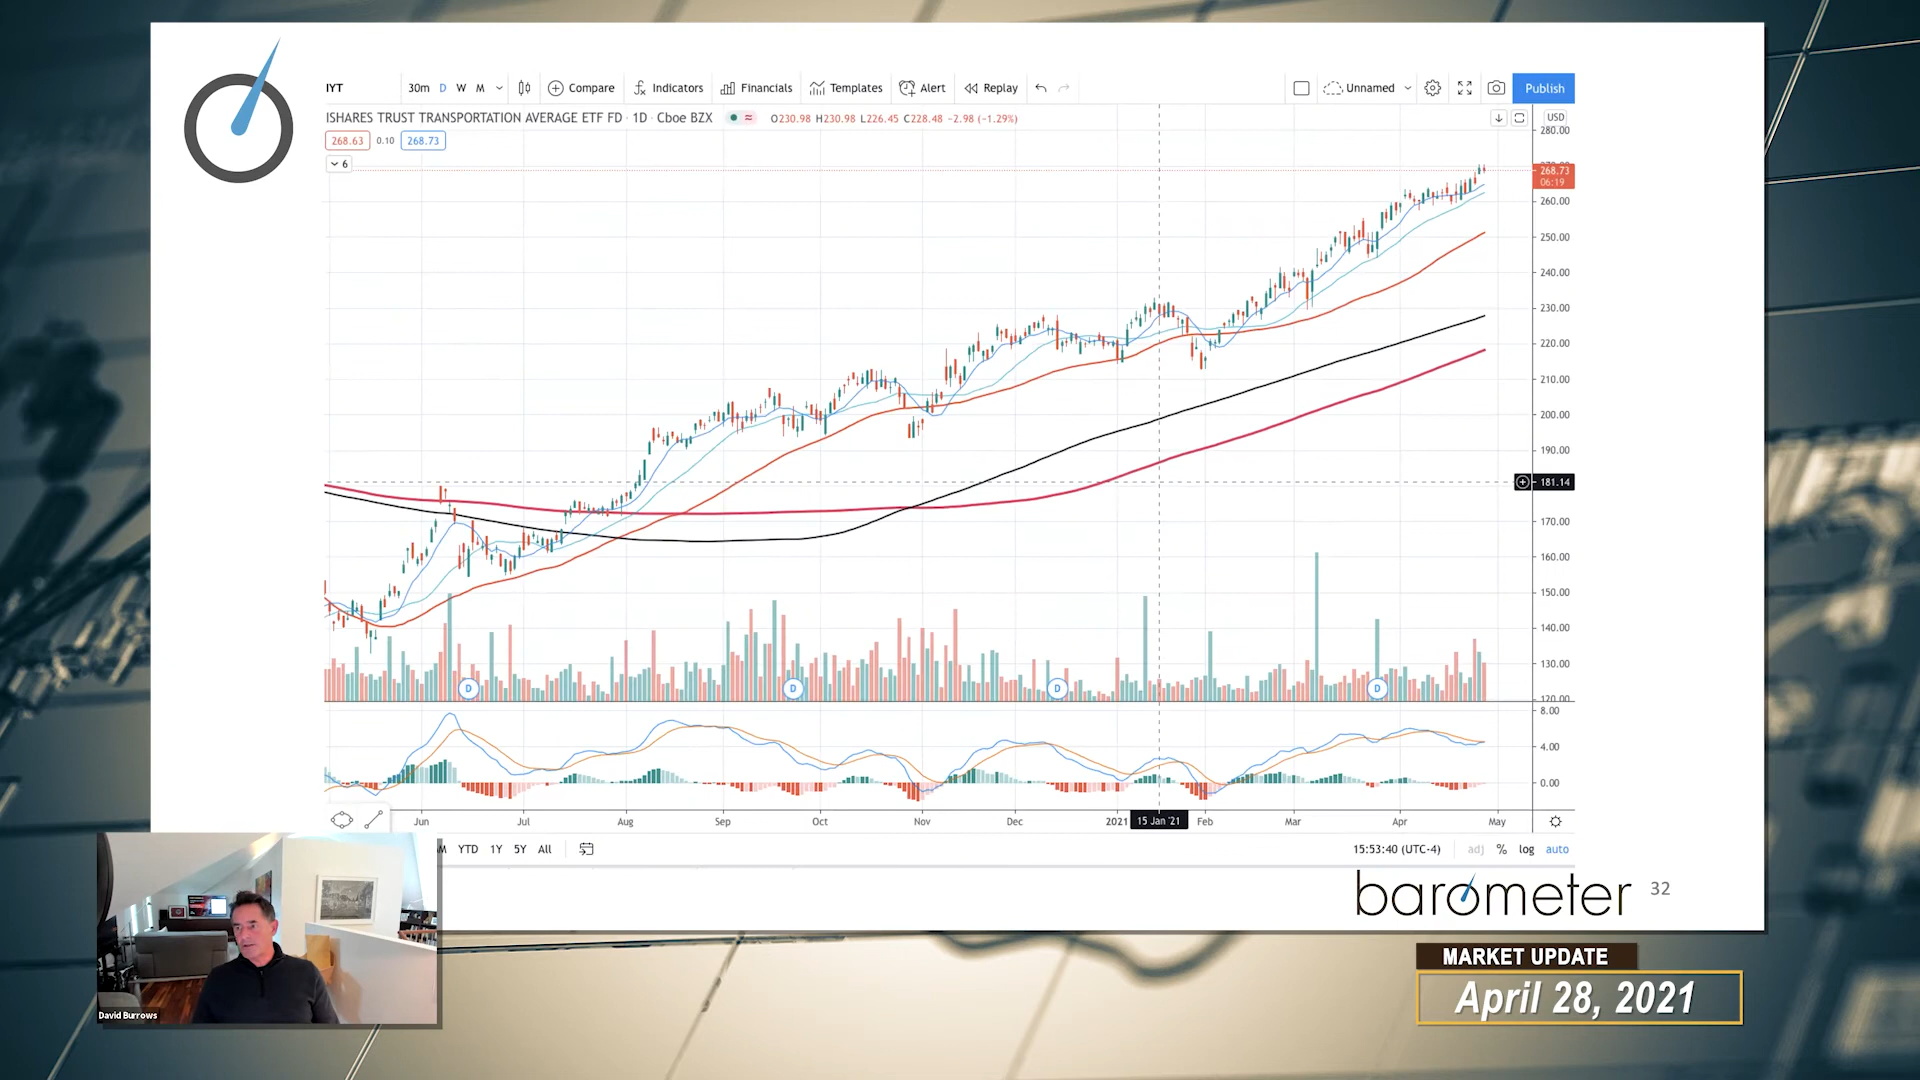 IYT 30m D W M Compare Indicators Financials Templates Alert Replay Unnamed Publish
ISHARES TRUST TRANSPORTATION AVERAGE ETF FD · 1D · Cboe BZX O230.98 H230.98 L226.45 C228.48 −2.98 (−1.29%) USD
268.63 0.10 268.73
6
280.00
268.73
06:19
260.00
250.00
240.00
230.00
220.00
210.00
200.00
190.00
181.14
170.00
160.00
150.00
140.00
130.00
120.00
D D D D
8.00
4.00
0.00
Jun Jul Aug Sep Oct Nov Dec 2021 15 Jan '21 Feb Mar Apr May
YTD 1Y 5Y All 15:53:40 (UTC-4) adj % log auto
barometer 32
MARKET UPDATE
April 28, 2021
David Burrows